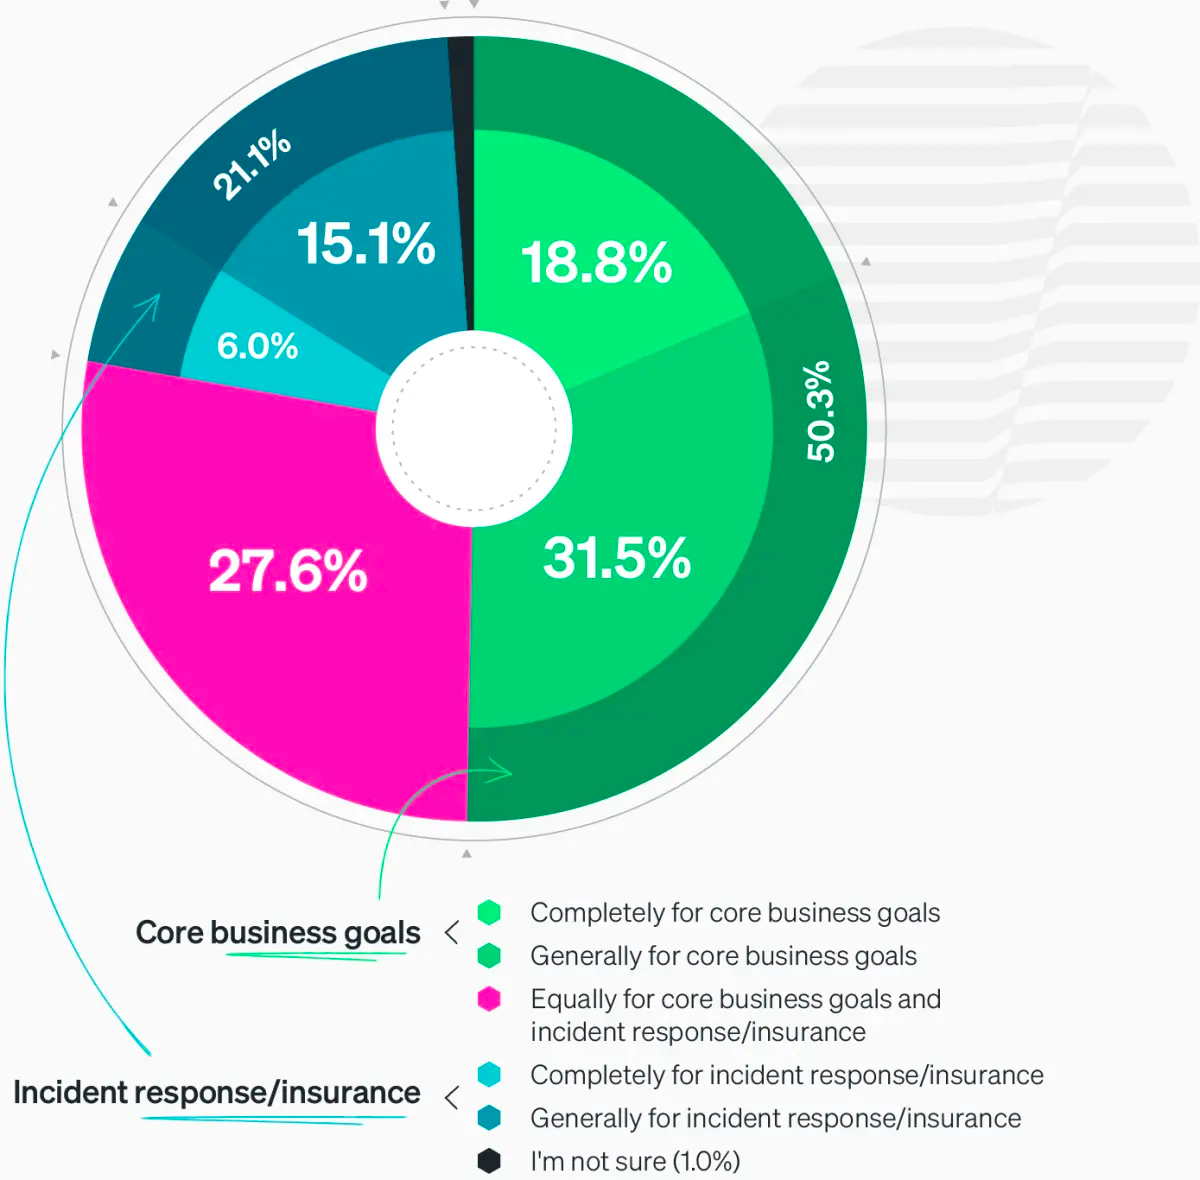 21.1%
15.1%
18.8%
6.0%
50.3%
27.6%
31.5%
Core business goals
Completely for core business goals
Generally for core business goals
Equally for core business goals and
incident response/insurance
Incident response/insurance
Completely for incident response/insurance
Generally for incident response/insurance
I'm not sure (1.0%)